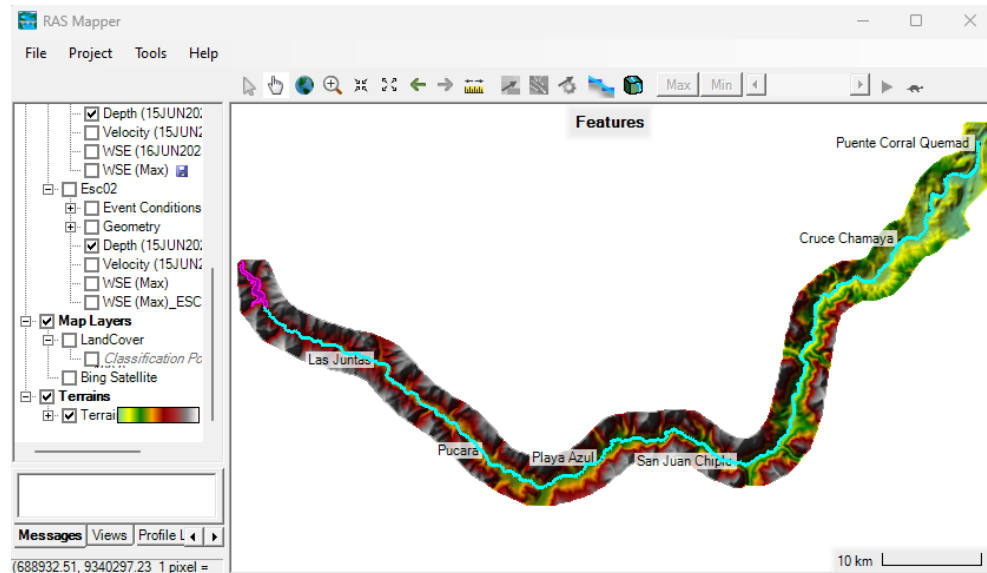 RAS Mapper
File Project Tools Help
Max Min
Depth (15JUN202
Velocity (15JUN2
WSE (16JUN202
WSE (Max)
Esc02
Event Conditions
Geometry
Depth (15JUN202
Velocity (15JUN2
WSE (Max)
WSE (Max)_ESC
Map Layers
LandCover
Classification Po
Bing Satellite
Terrains
Terrai
Messages Views Profile L
(688932.51, 9340297.23 1 pixel =
Features
Puente Corral Quemad
Cruce Chamaya
Las Juntas
Pucara
Playa Azul
San Juan Chiple
10 km